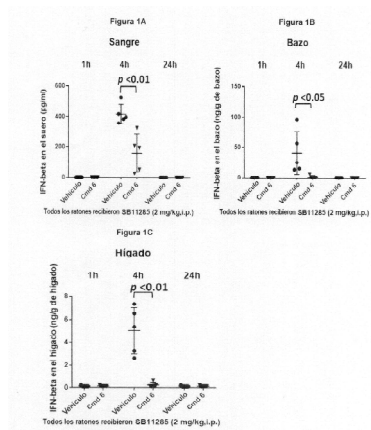 Figura 1A
Sangre
1h 4h 24h
p <0.01
IFN-beta en el suero (pg/ml)
600
400
200
0
Vehículo Cmd 6 Vehículo Cmd 6 Vehículo Cmd 6
Todos los ratones recibieron SB11285 (2 mg/kg,i.p.)
Figura 1B
Bazo
1h 4h 24h
p <0.05
IFN-beta en el bazo (ng/g de bazo)
150
100
50
0
Vehículo Cmd 6 Vehículo Cmd 6 Vehículo Cmd 6
Todos los ratones recibieron SB11285 (2 mg/kg,i.p.)
Figura 1C
Hígado
1h 4h 24h
p <0.01
IFN-beta en el hígado (ng/g de hígado)
8
6
4
2
0
Vehículo Cmd 6 Vehículo Cmd 6 Vehículo Cmd 6
Todos los ratones recibieron SB11285 (2 mg/kg,i.p.)